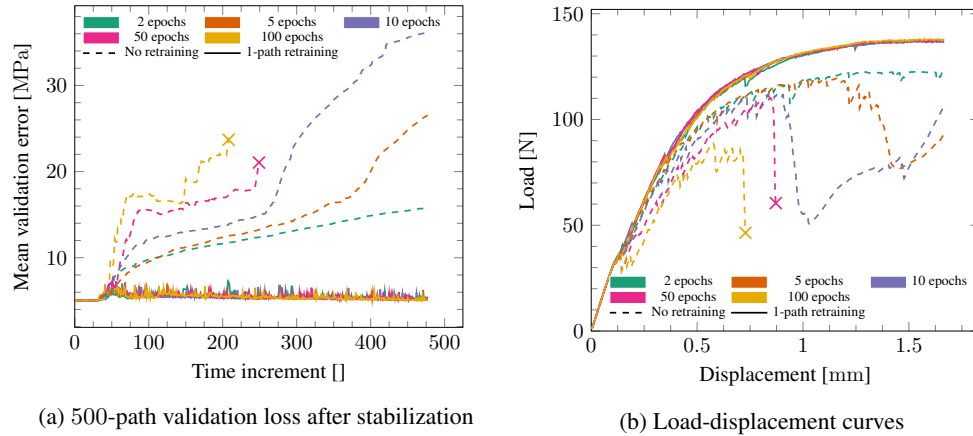 2 epochs 5 epochs 10 epochs
50 epochs 100 epochs
No retraining 1-path retraining
Mean validation error [MPa]
10
20
30
0 100 200 300 400 500
Time increment []
(a) 500-path validation loss after stabilization
150
100
50
0
Load [N]
2 epochs 5 epochs 10 epochs
50 epochs 100 epochs
No retraining 1-path retraining
0 0.5 1 1.5
Displacement [mm]
(b) Load-displacement curves